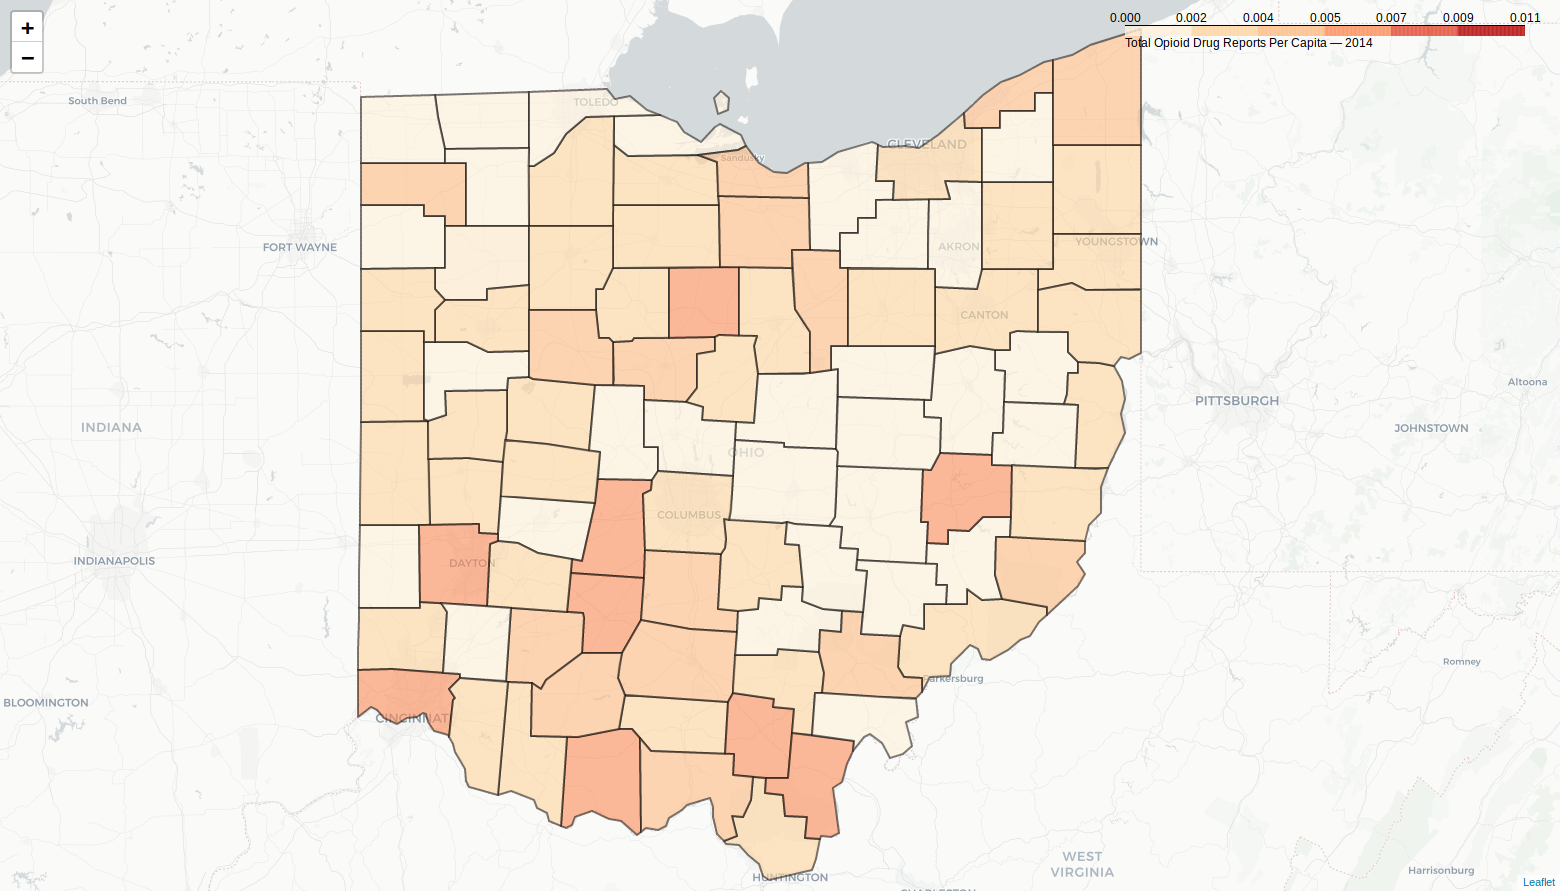 +
−
0.000 0.002 0.004 0.005 0.007 0.009 0.011
Total Opioid Drug Reports Per Capita — 2014
South Bend
TOLEDO
Sandusky
CLEVELAND
FORT WAYNE
AKRON
YOUNGSTOWN
CANTON
Altoona
PITTSBURGH
INDIANA
JOHNSTOWN
OHIO
COLUMBUS
INDIANAPOLIS
DAYTON
Romney
Parkersburg
BLOOMINGTON
CINCINNAT
WEST
VIRGINIA
Harrisonburg
HUNTINGTON
CHARLESTON
Leaflet